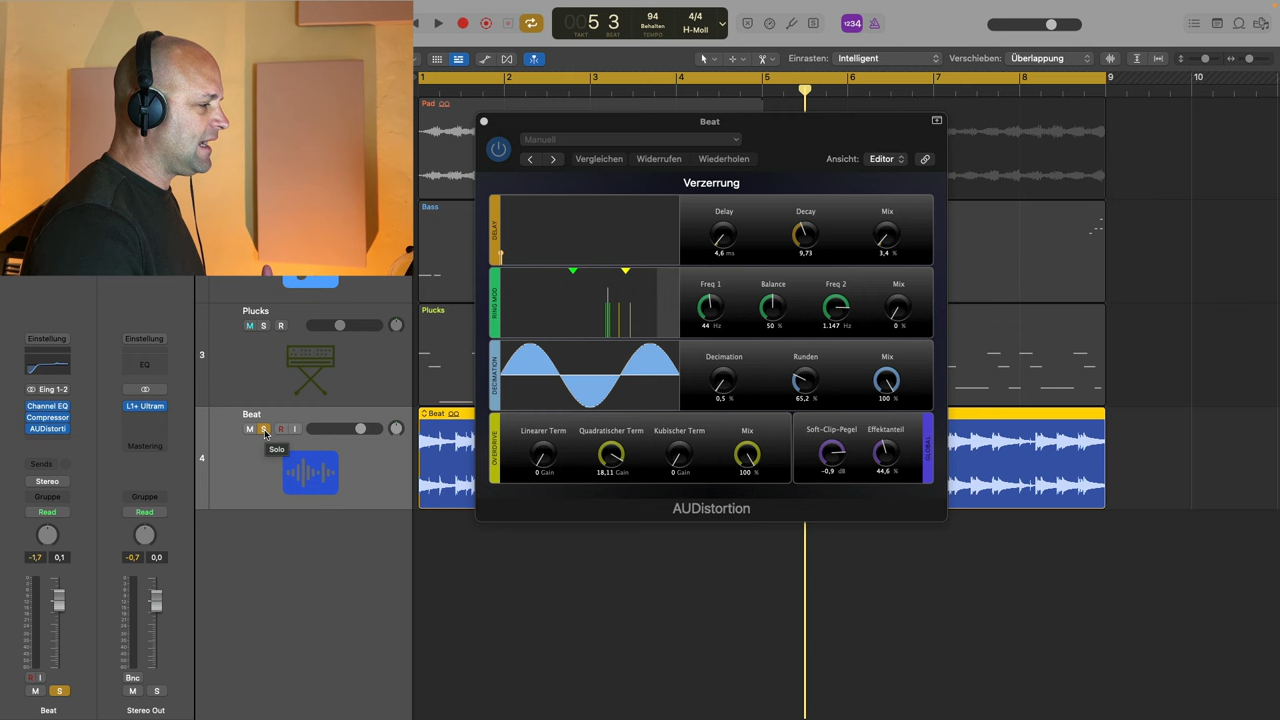 1234
005 3
TAKT BEAT
94
Behalten
TEMPO
4/4
H-Moll
Einrasten: Intelligent
Verschieben: Überlappung
1 2 3 4 5 6 7 8 9 10
Pad
Beat
Manuell
Vergleichen Widerrufen Wiederholen
Ansicht: Editor
Verzerrung
Bass
DELAY
Delay Decay Mix
4,6 ms 9,73 3,4 %
RING MOD
Freq 1 Balance Freq 2 Mix
44 Hz 50 % 1.147 Hz 0 %
Plucks
M S R
3
Plucks
Einstellung Einstellung
EQ
Eing 1-2
Channel EQ L1+ Ultram
Compressor
AUDistorti
Mastering
Sends
Stereo
Gruppe Gruppe
Read Read
-1,7 0,1 -0,7 0,0
DECIMATION
Decimation Runden Mix
0,5 % 65,2 % 100 %
Beat
M S R I
Solo
4
Beat
OVERDRIVE
Linearer Term Quadratischer Term Kubischer Term Mix
0 Gain 18,11 Gain 0 Gain 100 %
Soft-Clip-Pegel Effektanteil
-0,9 dB 44,6 %
GLOBAL
AUDistortion
R I Bnc
M S M S
Beat Stereo Out